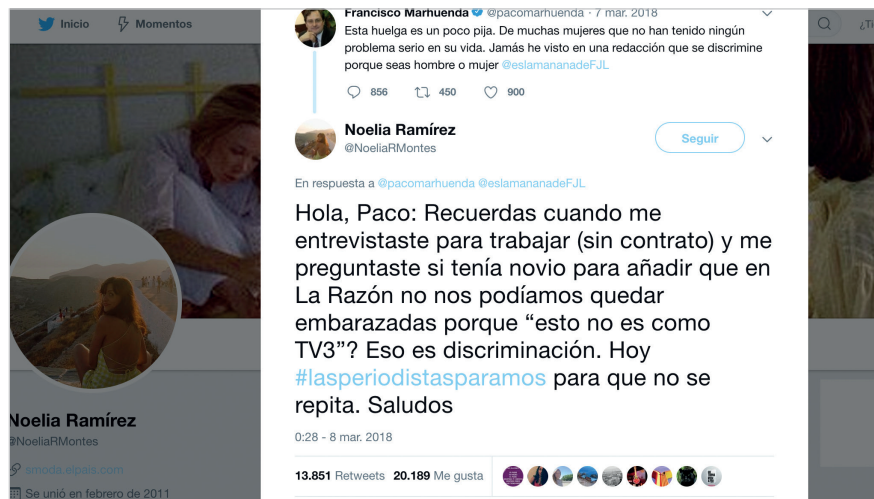 Inicio
Momentos
Francisco Marhuenda @pacomarhuenda · 7 mar. 2018
Esta huelga es un poco pija. De muchas mujeres que no han tenido ningún
problema serio en su vida. Jamás he visto en una redacción que se discrimine
porque seas hombre o mujer @eslamananadeFJL
856 450 900
Noelia Ramírez
@NoeliaRMontes
Seguir
En respuesta a @pacomarhuenda @eslamananadeFJL
Hola, Paco: Recuerdas cuando me
entrevistaste para trabajar (sin contrato) y me
preguntaste si tenía novio para añadir que en
La Razón no nos podíamos quedar
embarazadas porque “esto no es como
TV3”? Eso es discriminación. Hoy
#lasperiodistasparamos para que no se
repita. Saludos
0:28 - 8 mar. 2018
13.851 Retweets 20.189 Me gusta
Noelia Ramírez
@NoeliaRMontes
smoda.elpais.com
Se unió en febrero de 2011